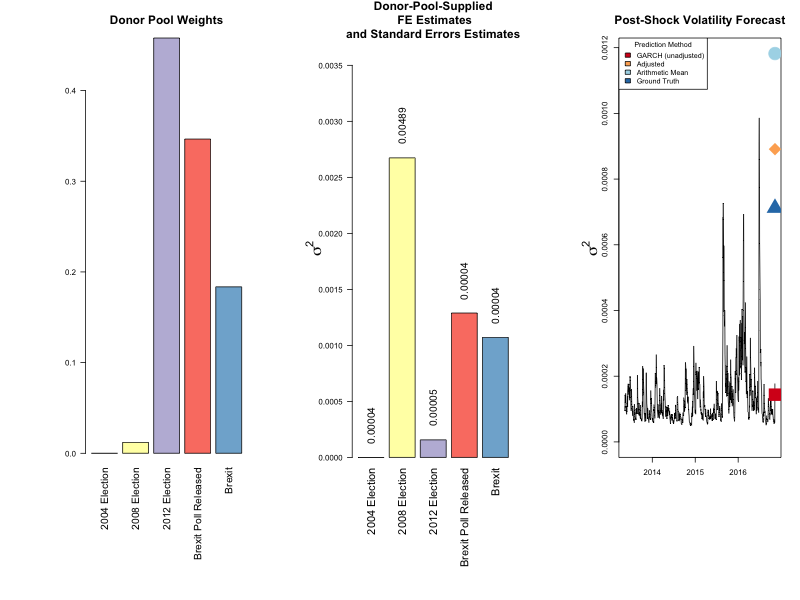 Donor Pool Weights
0.4
0.3
0.2
0.1
0.0
2004 Election
2008 Election
2012 Election
Brexit Poll Released
Brexit
Donor-Pool-Supplied
FE Estimates
and Standard Errors Estimates
σ²
0.0035
0.0030
0.0025
0.0020
0.0015
0.0010
0.0005
0.0000
0.00004
0.00489
0.00005
0.00004
0.00004
2004 Election
2008 Election
2012 Election
Brexit Poll Released
Brexit
Post-Shock Volatility Forecast
σ²
0.0012
0.0010
0.0008
0.0006
0.0004
0.0002
0.0000
Prediction Method
GARCH (unadjusted)
Adjusted
Arithmetic Mean
Ground Truth
2014
2015
2016